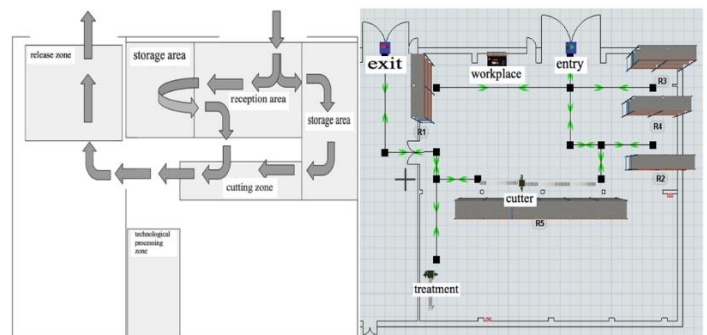 release zone
storage area
reception area
storage area
cutting zone
technological
processing
zone
exit
workplace
entry
R1
R3
R4
R2
cutter
R5
treatment